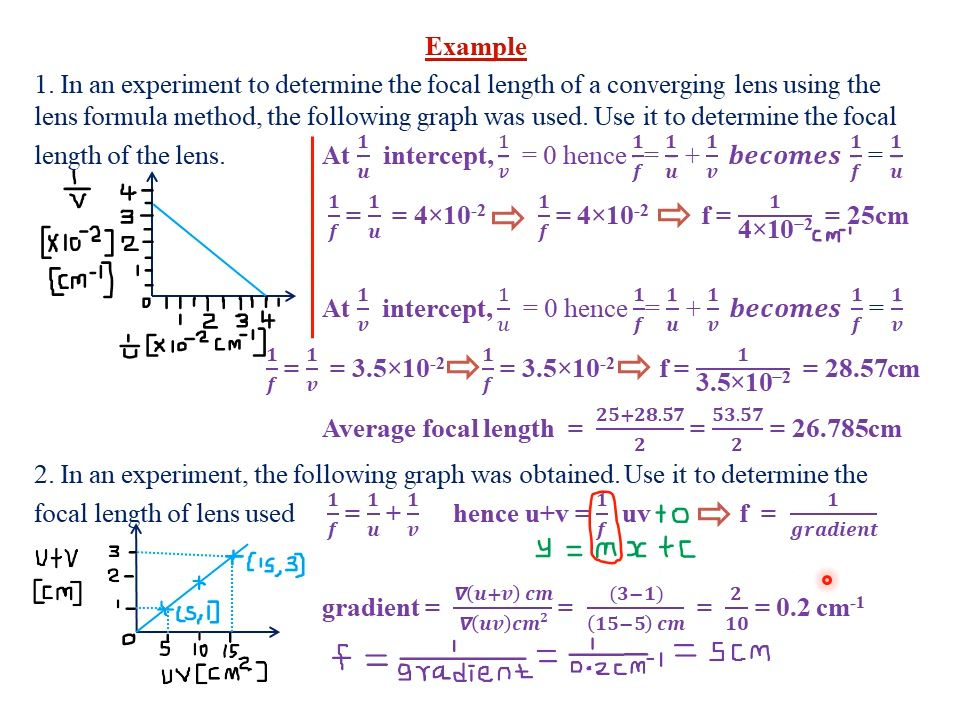 Example
1. In an experiment to determine the focal length of a converging lens using the
lens formula method, the following graph was used. Use it to determine the focal
length of the lens.
At 1/u intercept, 1/v = 0 hence 1/f = 1/u + 1/v becomes 1/f = 1/u
1/f = 1/u = 4×10⁻² ⇨ 1/f = 4×10⁻² ⇨ f = 1/4×10⁻² cm⁻¹ = 25cm
1/v
[×10⁻²]
[cm⁻¹]
4
3
2
1
0
1 2 3 4
1/u [×10⁻² cm⁻¹]
At 1/v intercept, 1/u = 0 hence 1/f = 1/u + 1/v becomes 1/f = 1/v
1/f = 1/v = 3.5×10⁻² ⇨ 1/f = 3.5×10⁻² ⇨ f = 1/3.5×10⁻² = 28.57cm
Average focal length = 25+28.57/2 = 53.57/2 = 26.785cm
2. In an experiment, the following graph was obtained. Use it to determine the
focal length of lens used
1/f = 1/u + 1/v hence u+v = 1/f uv +0 ⇨ f = 1/gradient
y = m x + c
u+v
[cm]
3
2
1
0
(15,3)
(5,1)
5 10 15
uv [cm²]
gradient = ∇(u+v) cm/∇(uv)cm² = (3−1)/(15−5) cm = 2/10 = 0.2 cm⁻¹
f = 1/gradient = 1/0.2cm⁻¹ = 5cm